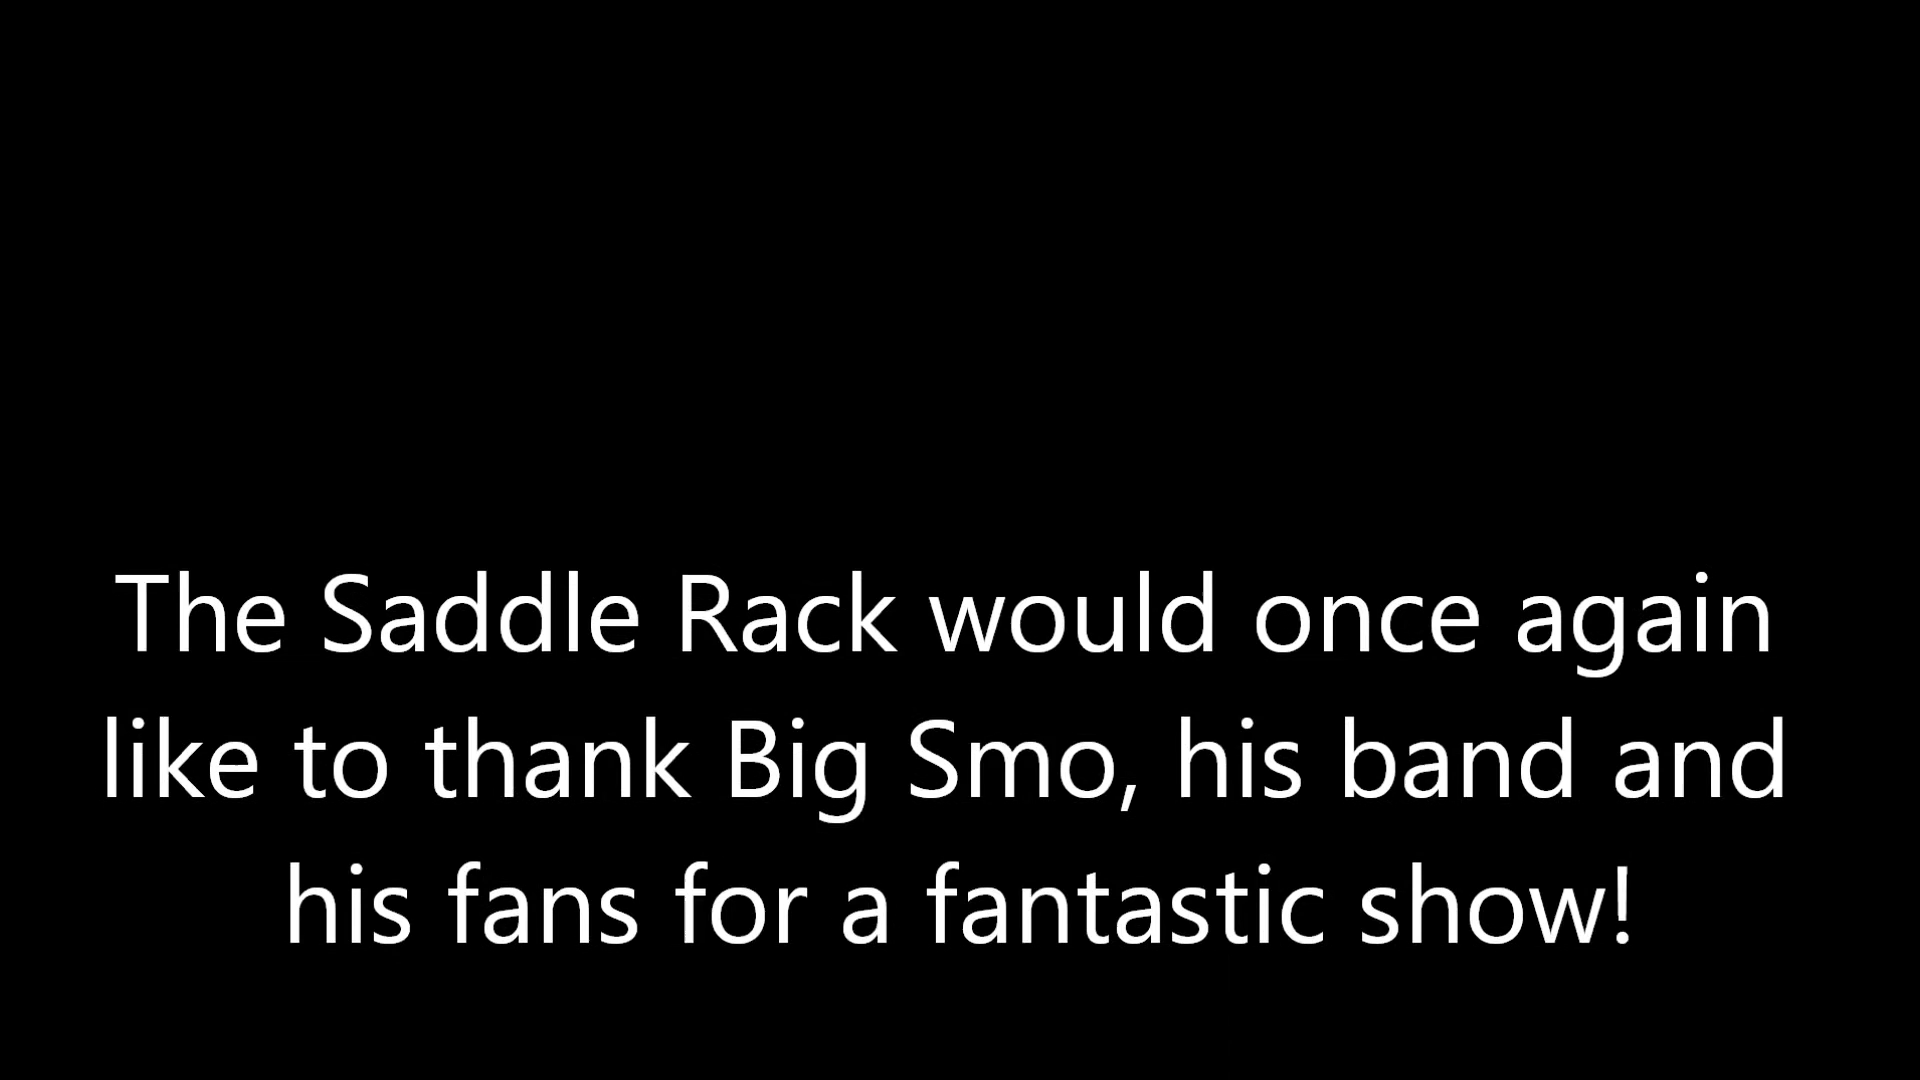 The Saddle Rack would once again
like to thank Big Smo, his band and
his fans for a fantastic show!